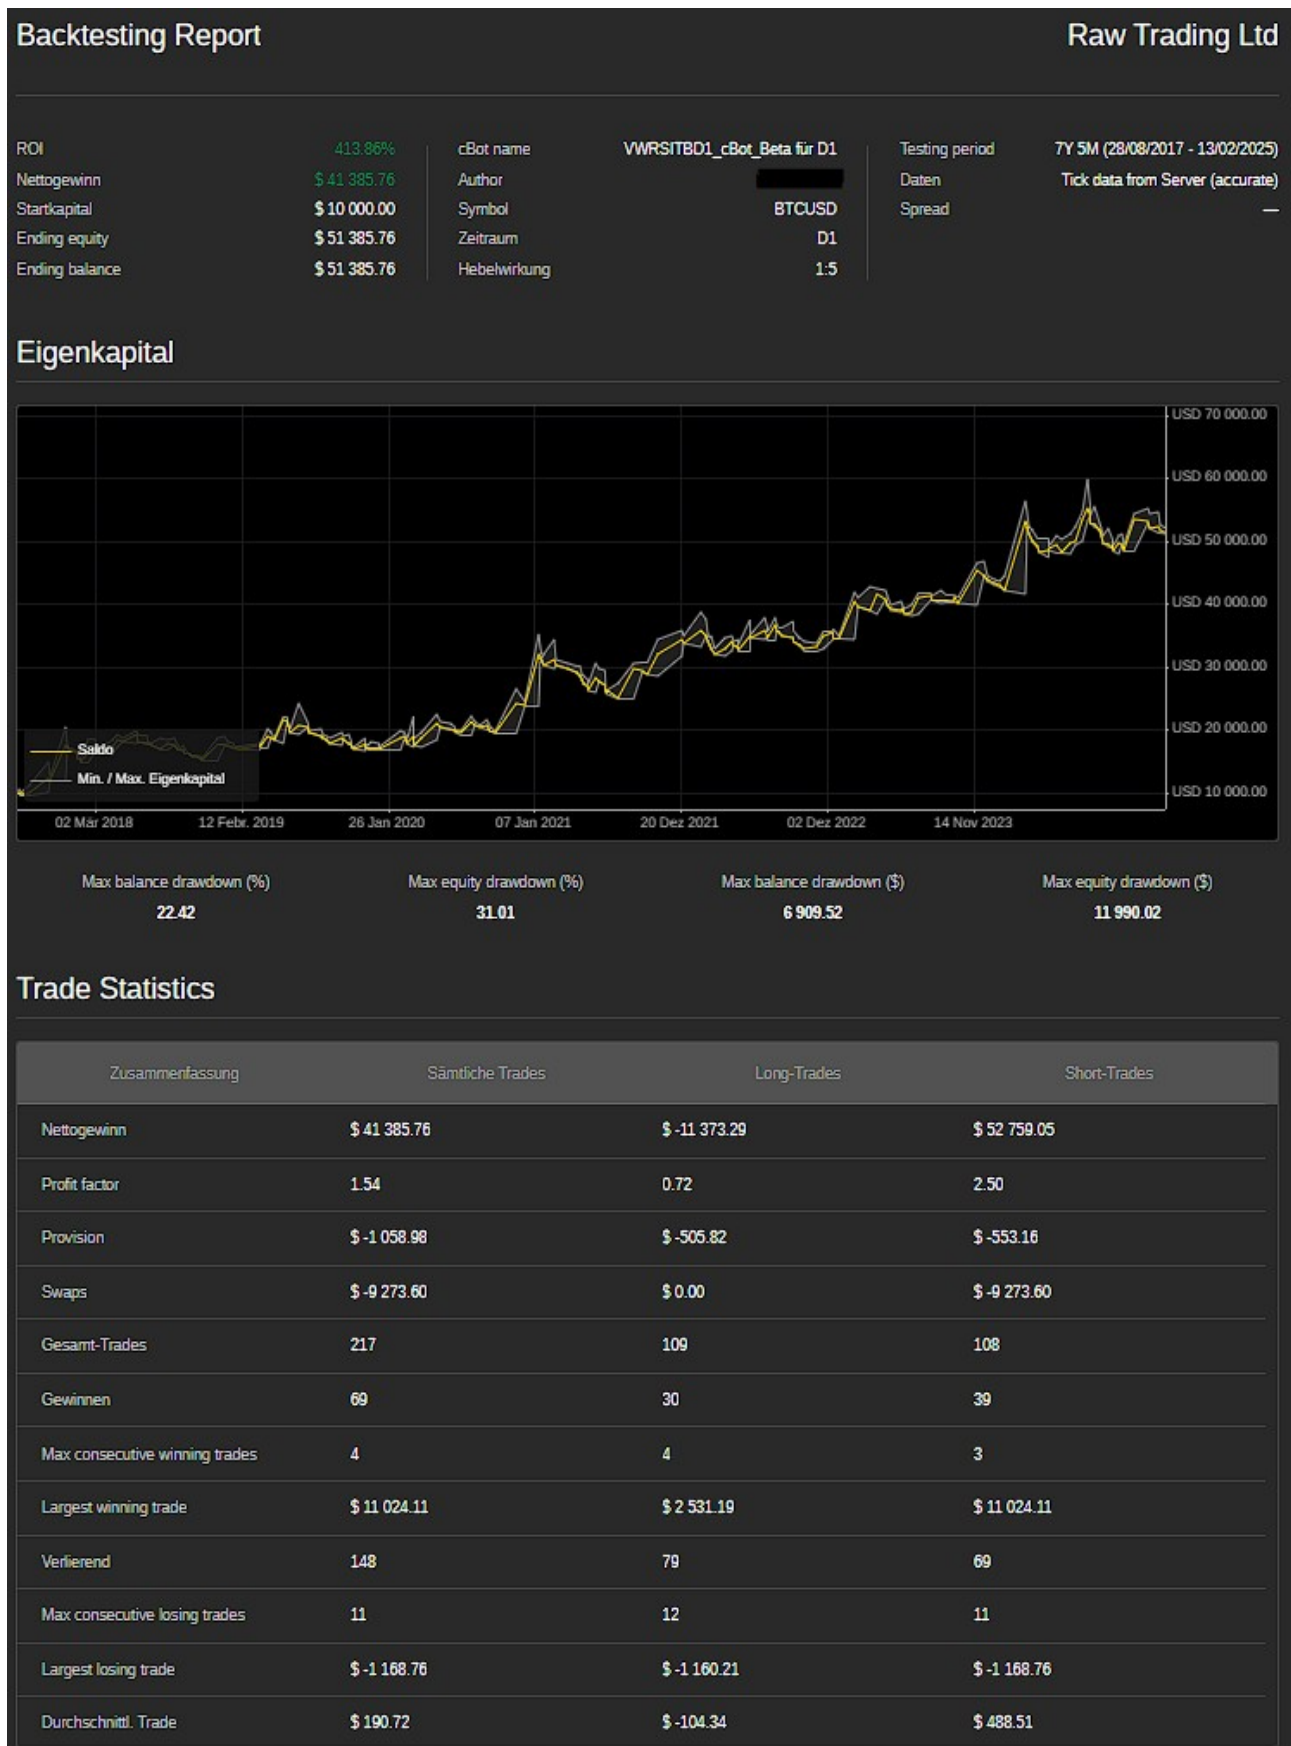 Backtesting Report Raw Trading Ltd
ROI 413.86% cBot name VWRSITBD1_cBot_Beta für D1 Testing period 7Y 5M (28/08/2017 - 13/02/2025)
Nettogewinn $ 41 385.76 Author Daten Tick data from Server (accurate)
Startkapital $ 10 000.00 Symbol BTCUSD Spread —
Ending equity $ 51 385.76 Zeitraum D1
Ending balance $ 51 385.76 Hebelwirkung 1:5
Eigenkapital
USD 70 000.00
USD 60 000.00
USD 50 000.00
USD 40 000.00
USD 30 000.00
USD 20 000.00
Saldo
Min. / Max. Eigenkapital
USD 10 000.00
02 Mär 2018 12 Febr. 2019 26 Jan 2020 07 Jan 2021 20 Dez 2021 02 Dez 2022 14 Nov 2023
Max balance drawdown (%) Max equity drawdown (%) Max balance drawdown ($) Max equity drawdown ($)
22.42 31.01 6 909.52 11 990.02
Trade Statistics
Zusammenfassung Sämtliche Trades Long-Trades Short-Trades
Nettogewinn $ 41 385.76 $ -11 373.29 $ 52 759.05
Profit factor 1.54 0.72 2.50
Provision $ -1 058.98 $ -505.82 $ -553.16
Swaps $ -9 273.60 $ 0.00 $ -9 273.60
Gesamt-Trades 217 109 108
Gewinnen 69 30 39
Max consecutive winning trades 4 4 3
Largest winning trade $ 11 024.11 $ 2 531.19 $ 11 024.11
Verlierend 148 79 69
Max consecutive losing trades 11 12 11
Largest losing trade $ -1 168.76 $ -1 160.21 $ -1 168.76
Durchschnittl. Trade $ 190.72 $ -104.34 $ 488.51